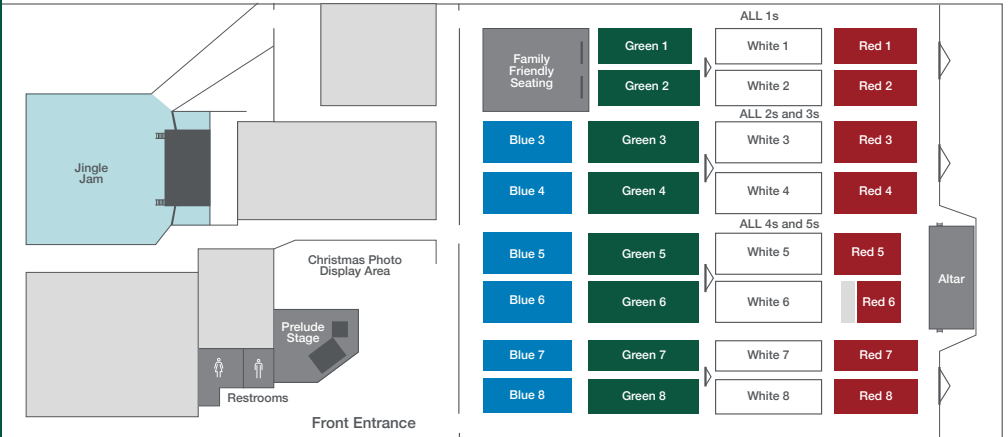 ALL 1s
Family
Friendly
Seating
Green 1
White 1
Red 1
Green 2
White 2
Red 2
ALL 2s and 3s
Blue 3
Green 3
White 3
Red 3
Blue 4
Green 4
White 4
Red 4
ALL 4s and 5s
Blue 5
Green 5
White 5
Red 5
Blue 6
Green 6
White 6
Red 6
Blue 7
Green 7
White 7
Red 7
Blue 8
Green 8
White 8
Red 8
Altar
Jingle
Jam
Christmas Photo
Display Area
Prelude
Stage
Restrooms
Front Entrance